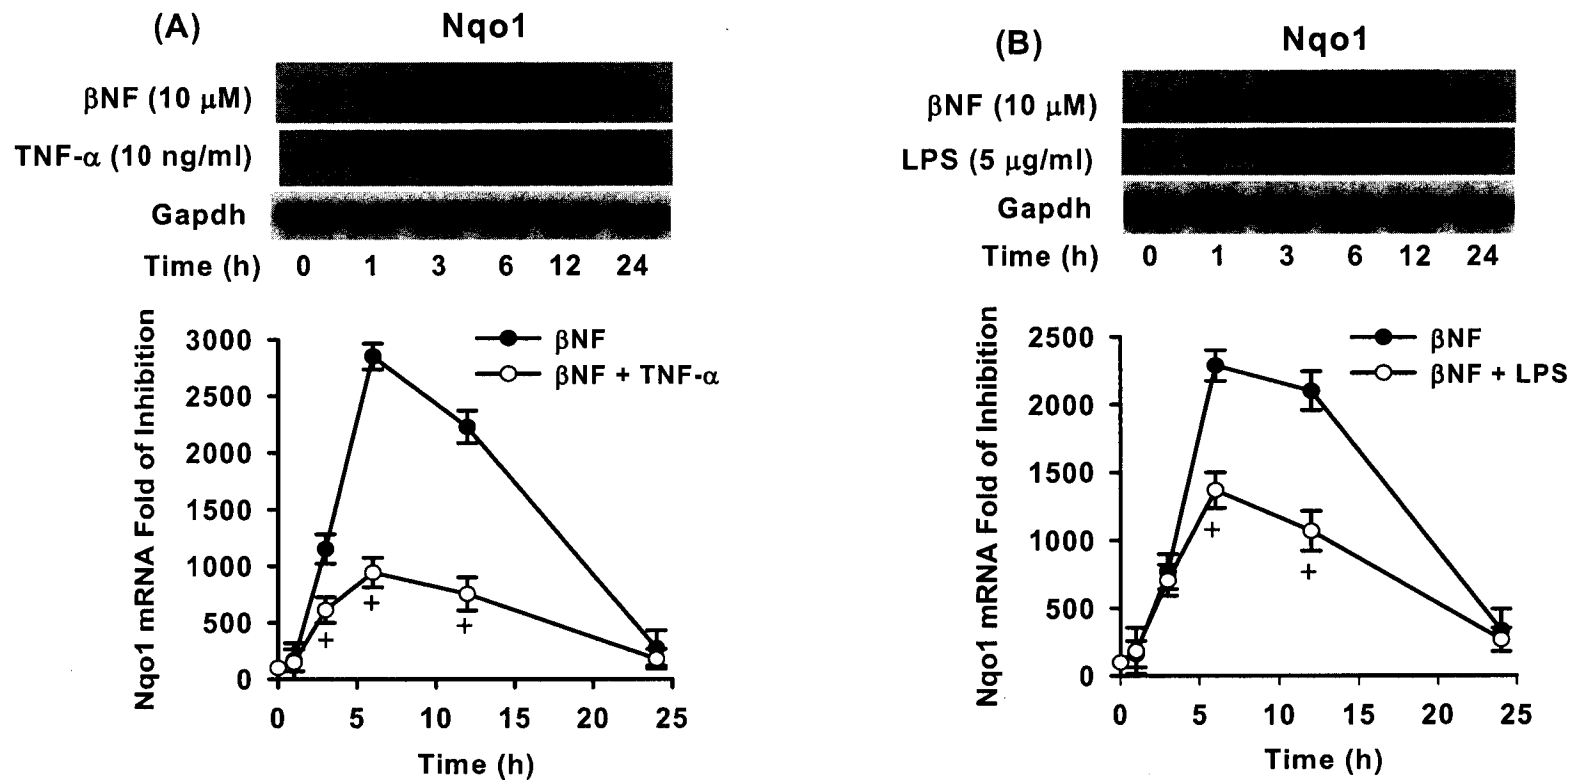 (A) Nqo1
βNF (10 μM)
TNF-α (10 ng/ml)
Gapdh
Time (h) 0 1 3 6 12 24
Nqo1 mRNA Fold of Inhibition
3000
2500
2000
1500
1000
500
0
βNF
βNF + TNF-α
+
+
+
0 5 10 15 20 25
Time (h)
(B) Nqo1
βNF (10 μM)
LPS (5 μg/ml)
Gapdh
Time (h) 0 1 3 6 12 24
Nqo1 mRNA Fold of Inhibition
2500
2000
1500
1000
500
0
βNF
βNF + LPS
+
+
0 5 10 15 20 25
Time (h)